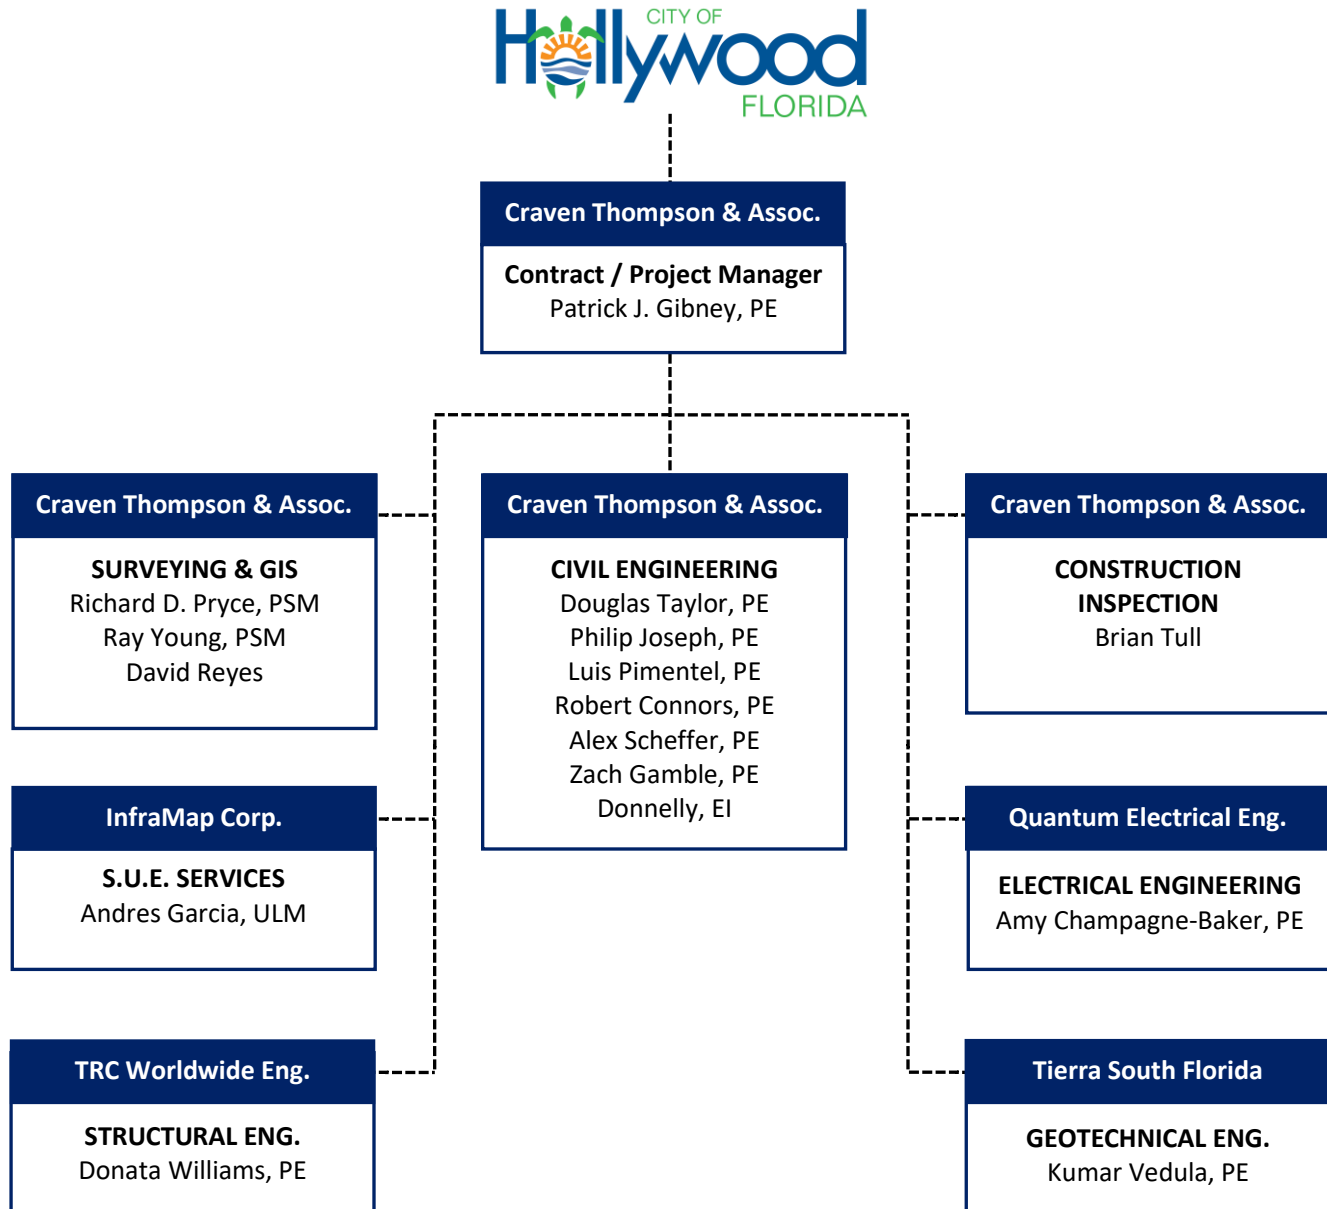 CITY OF
Hollywood
FLORIDA
Craven Thompson & Assoc.
Contract / Project Manager
Patrick J. Gibney, PE
Craven Thompson & Assoc.
SURVEYING & GIS
Richard D. Pryce, PSM
Ray Young, PSM
David Reyes
Craven Thompson & Assoc.
CIVIL ENGINEERING
Douglas Taylor, PE
Philip Joseph, PE
Luis Pimentel, PE
Robert Connors, PE
Alex Scheffer, PE
Zach Gamble, PE
Donnelly, EI
Craven Thompson & Assoc.
CONSTRUCTION
INSPECTION
Brian Tull
InfraMap Corp.
S.U.E. SERVICES
Andres Garcia, ULM
Quantum Electrical Eng.
ELECTRICAL ENGINEERING
Amy Champagne-Baker, PE
TRC Worldwide Eng.
STRUCTURAL ENG.
Donata Williams, PE
Tierra South Florida
GEOTECHNICAL ENG.
Kumar Vedula, PE